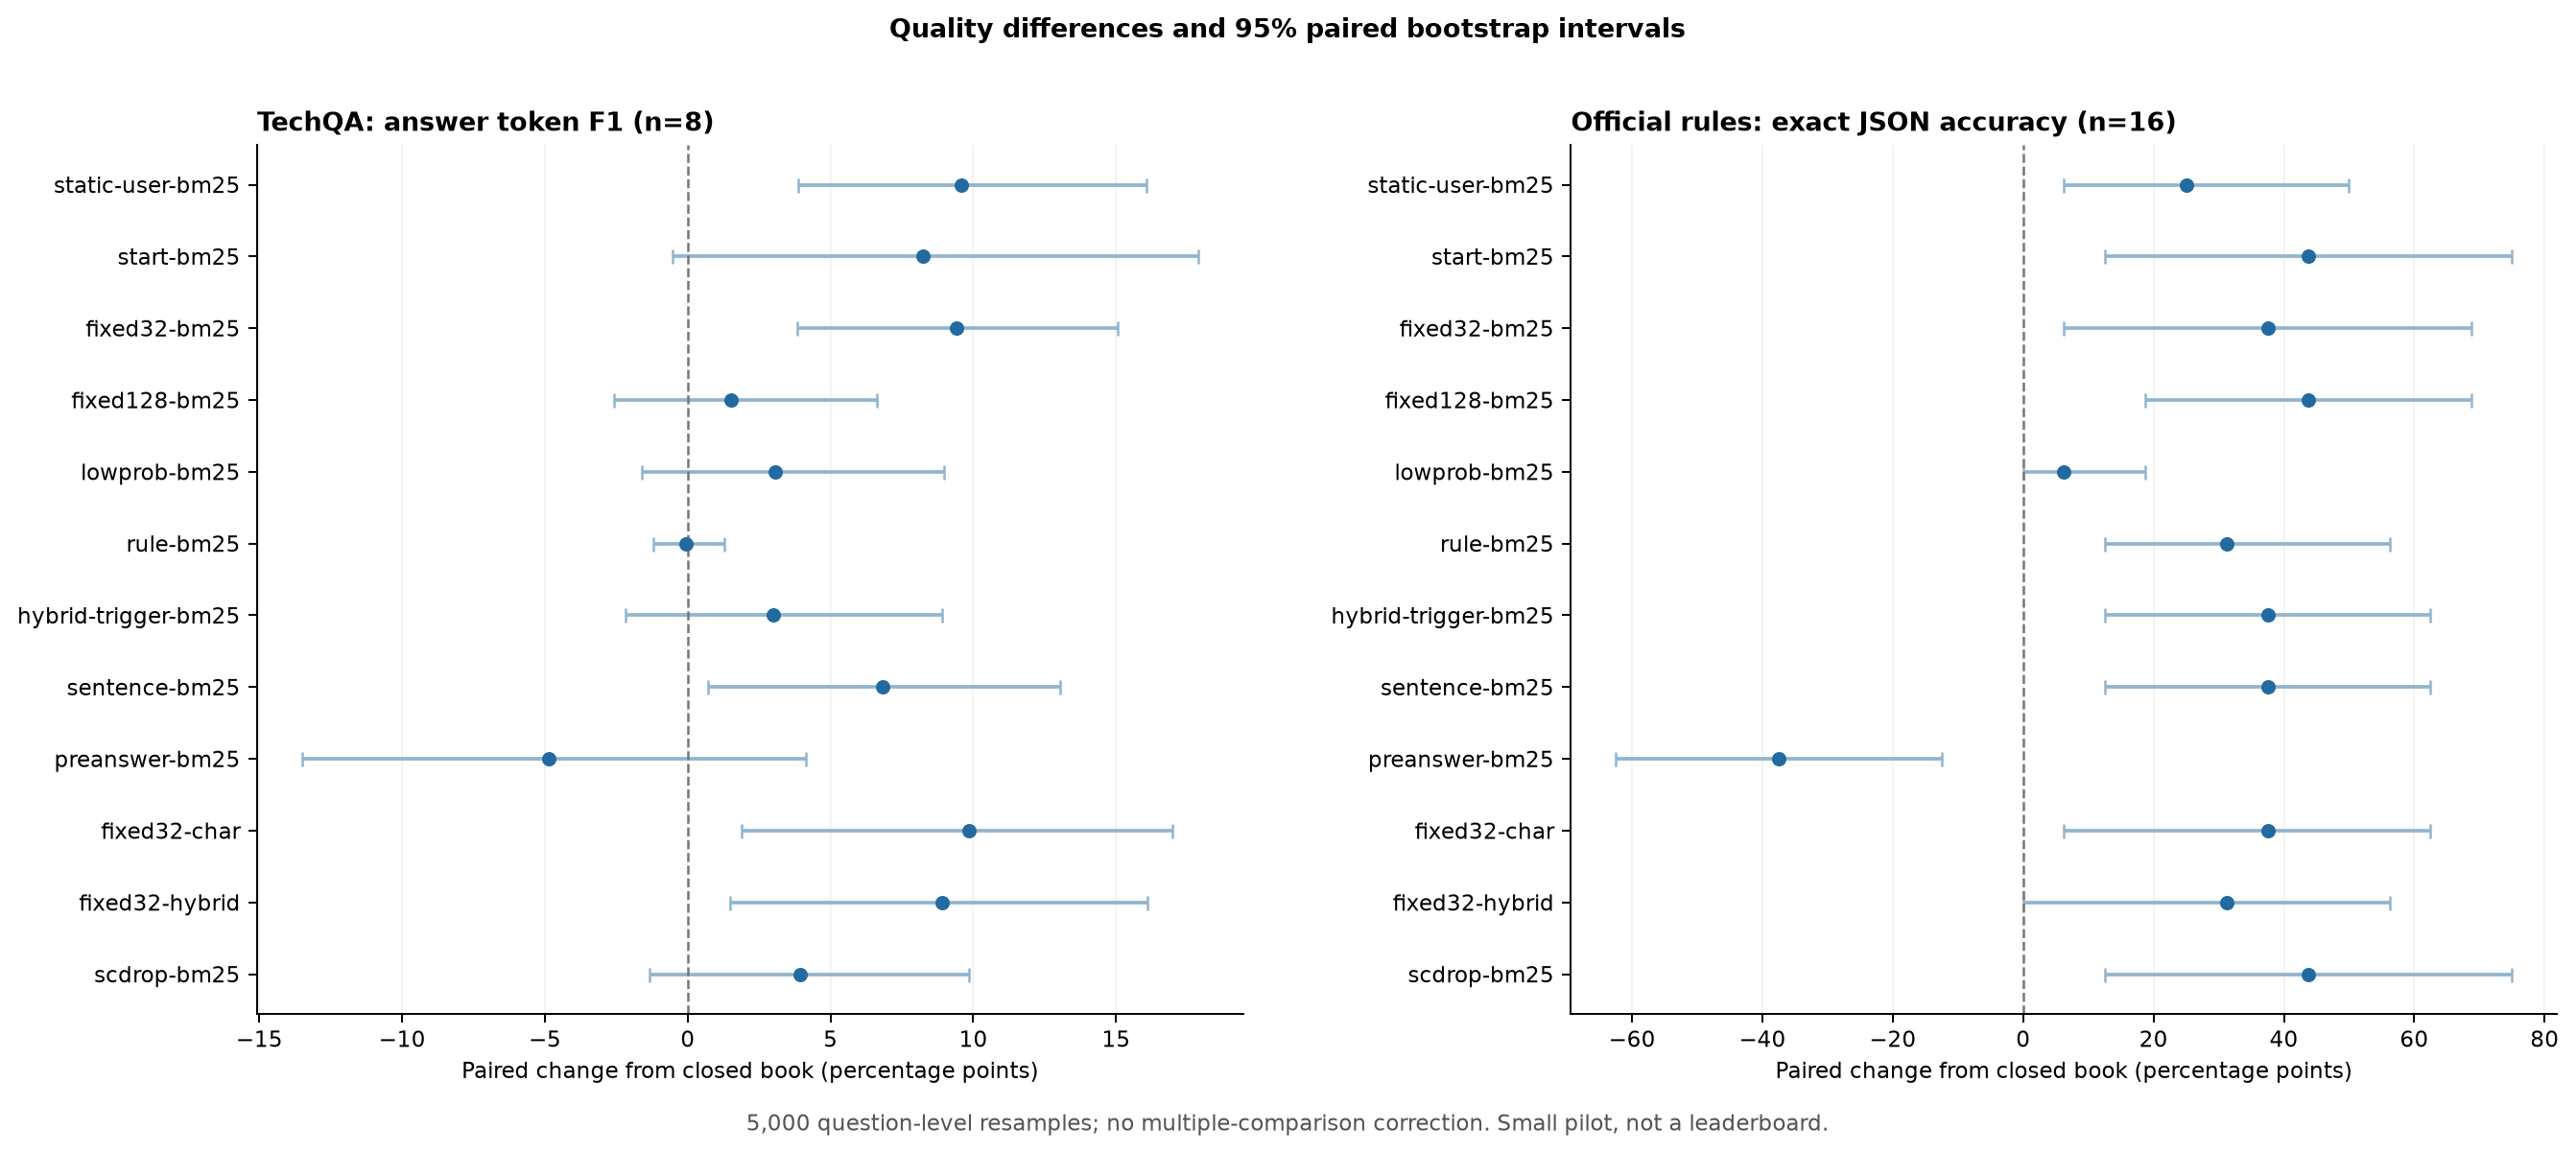 Quality differences and 95% paired bootstrap intervals
TechQA: answer token F1 (n=8)
static-user-bm25
start-bm25
fixed32-bm25
fixed128-bm25
lowprob-bm25
rule-bm25
hybrid-trigger-bm25
sentence-bm25
preanswer-bm25
fixed32-char
fixed32-hybrid
scdrop-bm25
−15 −10 −5 0 5 10 15
Paired change from closed book (percentage points)
Official rules: exact JSON accuracy (n=16)
static-user-bm25
start-bm25
fixed32-bm25
fixed128-bm25
lowprob-bm25
rule-bm25
hybrid-trigger-bm25
sentence-bm25
preanswer-bm25
fixed32-char
fixed32-hybrid
scdrop-bm25
−60 −40 −20 0 20 40 60 80
Paired change from closed book (percentage points)
5,000 question-level resamples; no multiple-comparison correction. Small pilot, not a leaderboard.